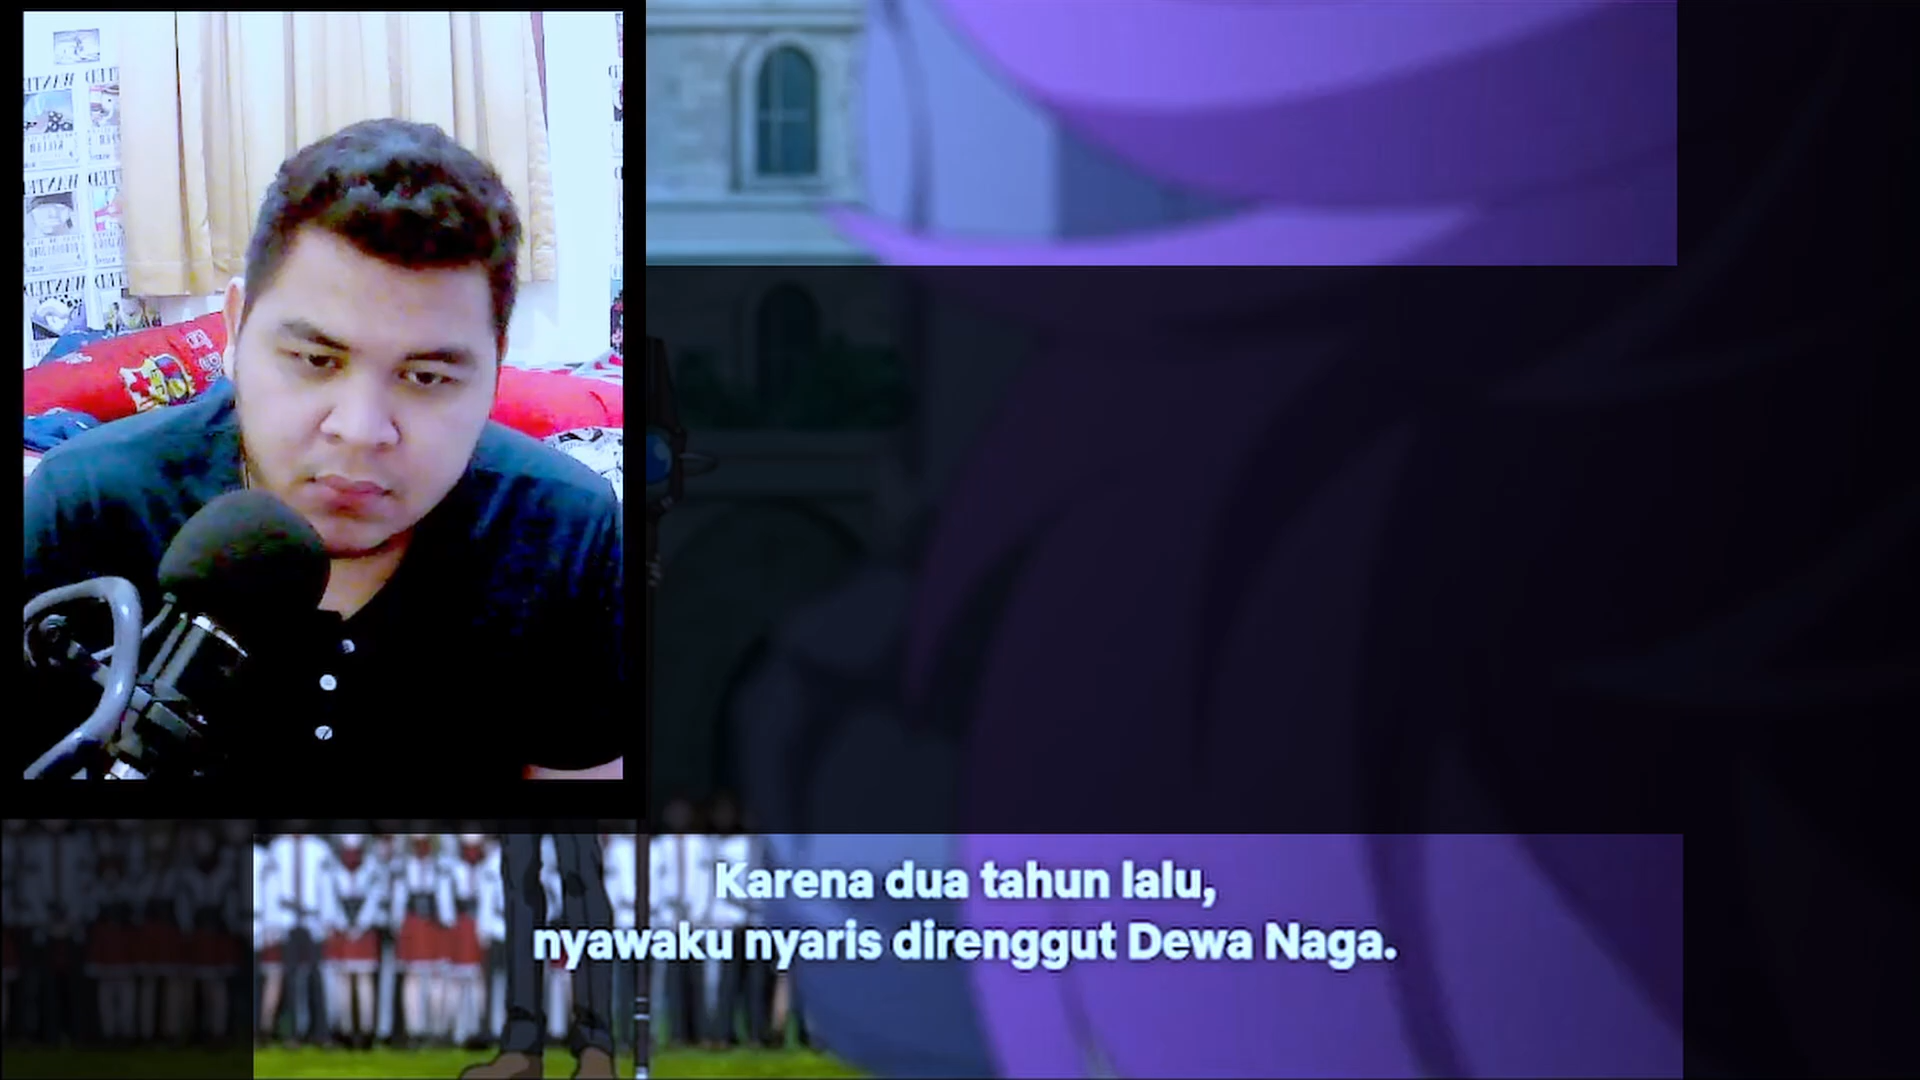 Karena dua tahun lalu,
nyawaku nyaris direnggut Dewa Naga.